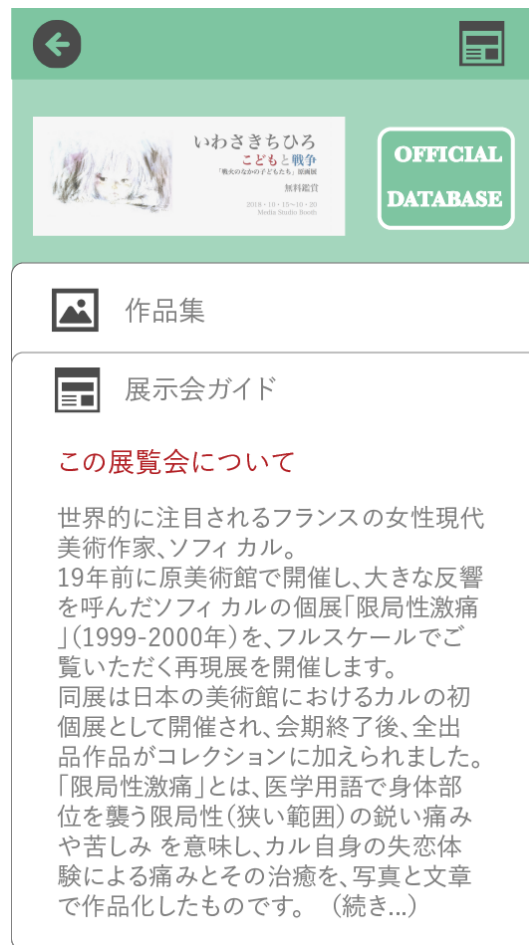 いわさきちひろ
こどもと戦争
「戦火のなかの子どもたち」原画展
無料鑑賞
2018・10・15~10・20
Media Studio Booth
OFFICIAL
DATABASE
作品集
展示会ガイド
この展覧会について
世界的に注目されるフランスの女性現代
美術作家、ソフィ カル。
19年前に原美術館で開催し、大きな反響
を呼んだソフィ カルの個展「限局性激痛
」(1999-2000年)を、フルスケールでご
覧いただく再現展を開催します。
同展は日本の美術館におけるカルの初
個展として開催され、会期終了後、全出
品作品がコレクションに加えられました。
「限局性激痛」とは、医学用語で身体部
位を襲う限局性(狭い範囲)の鋭い痛み
や苦しみ を意味し、カル自身の失恋体
験による痛みとその治癒を、写真と文章
で作品化したものです。 (続き...)